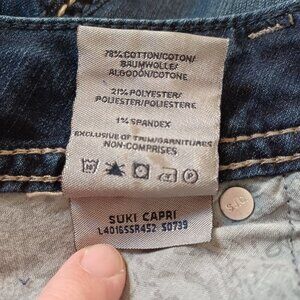 78% COTTON/COTON/
BAUMWOLLE/
ALGODÓN/COTONE
21% POLYESTER/
POLIESTER/POLIESTERE
1% SPANDEX
EXCLUSIVE OF TRIM/GARNITURES
NON-COMPRISES
SUKI CAPRI
L4016SSR452 S0739